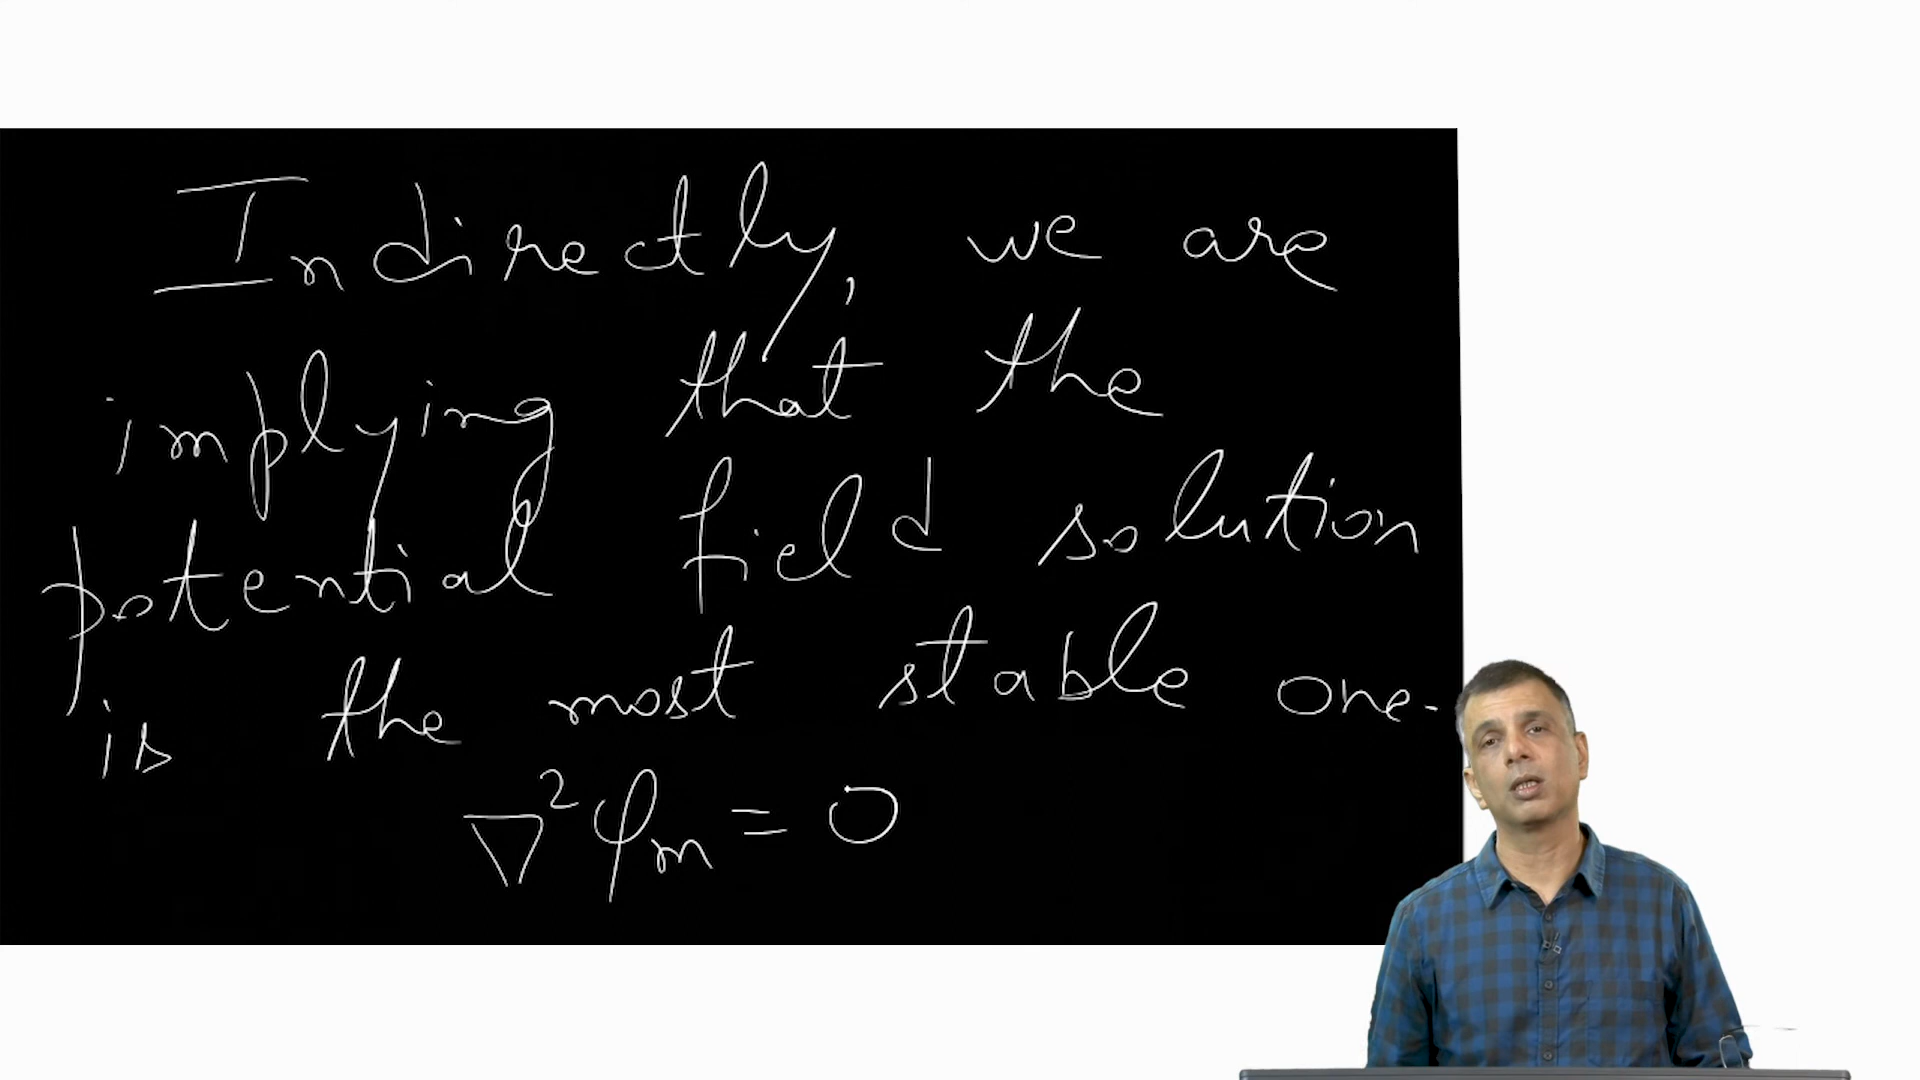 Indirectly, we are
implying that the
potential field solution
is the most stable one.
∇²φₘ = 0